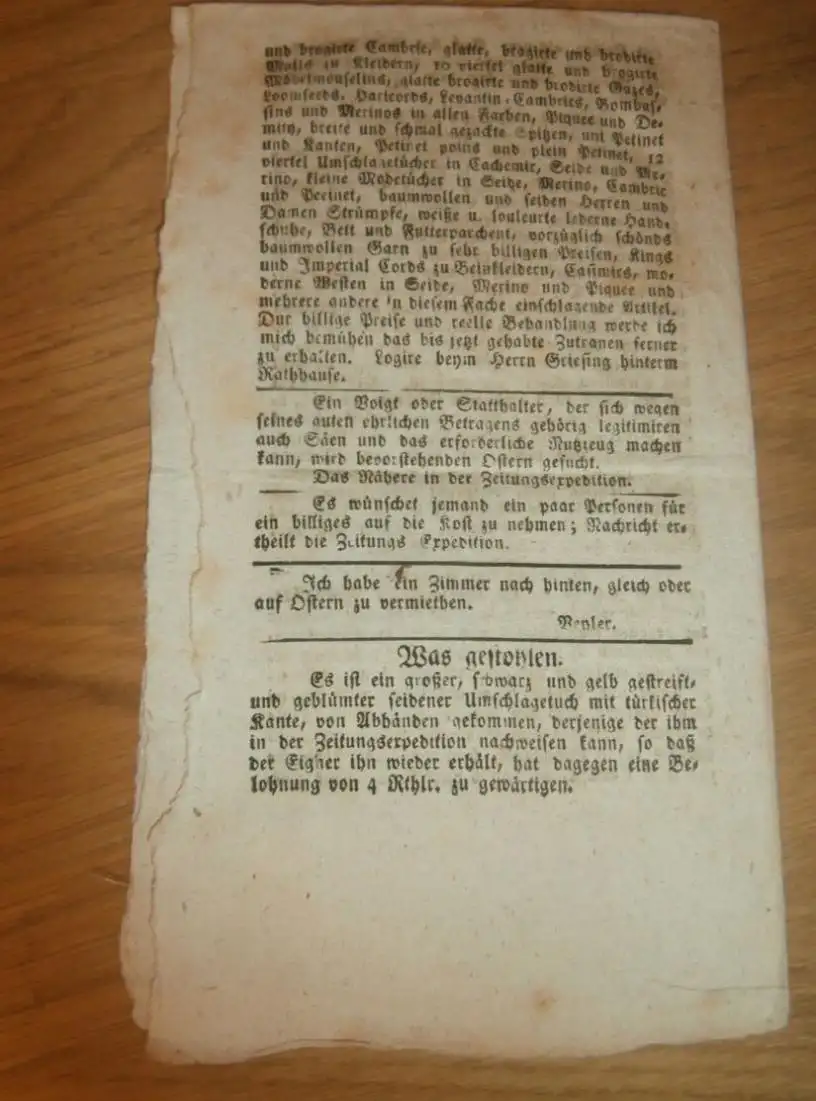 und brogirte Cambric, glatte, brogirte und brodirte
Molls zu Kleidern, 10 viertel glatte und brogirte
glatte brogirte und brodirte Gazes,
Haircords, Levantin-Cambrics, Bombas-
sins und Merinos in allen Farben, Piquee und De-
mity, breite und schmal gezackte Spitzen, uni Petinet
und Kanten, Petinet poins und plein Petinet, 12
viertel Umschlagetücher in Cachemir, Seide und Me-
rino, kleine Modetücher in Seide, Merino, Cambric
und Petinet, baumwollen und seiden Herren und
Damen Strümpfe, weiße u. couleurte lederne Hand-
schuhe, Bett und Futterparchent, vorzüglich schönes
baumwollen Garn zu sehr billigen Preisen, Kings
und Imperial Cords zu Beinkleidern, Casimirs, mo-
derne Westen in Seide, Merino und Piquee und
mehrere andere in diesem Fache einschlagende Artikel.
Dur billige Preise und reelle Behandlung werde ich
mich bemühen das bis jetzt gehabte Zutranen ferner
zu erhalten. Logire beym Herrn Griesing hinterm
Rathhause.
Ein Voigt oder Statthalter, der sich wegen
seines guten ehrlichen Betragens gehörig legitimiren
auch Säen und das erforderliche Nutzzeug machen
kann, wird bevorstehenden Ostern gesucht.
Das Nähere in der Zeitungsexpedition.
Es wünschet jemand ein paar Personen für
ein billiges auf die Kost zu nehmen; Nachricht er-
theilt die Zeitungs Expedition.
Ich habe ein Zimmer nach hinten, gleich oder
auf Ostern zu vermiethen.
Was gestohlen.
Es ist ein großer, schwarz und gelb gestreift-
und geblümter seidener Umschlagetuch mit türkischer
Kante, von Abhänden gekommen, derjenige der ihm
in der Zeitungsexpedition nachweisen kann, so daß
der Eigner ihn wieder erhält, hat dagegen eine Be-
lohnung von 4 Rthlr. zu gewärtigen.